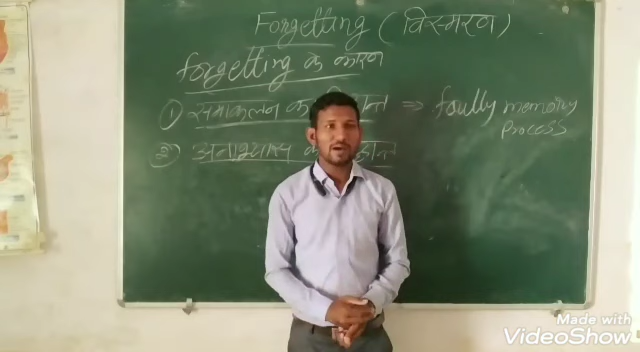 Forgetting (विस्मरण)
forgetting के कारण
① समाकलन का ⇒ faulty memory
process
② अनाभ्यास
Made with
VideoShow